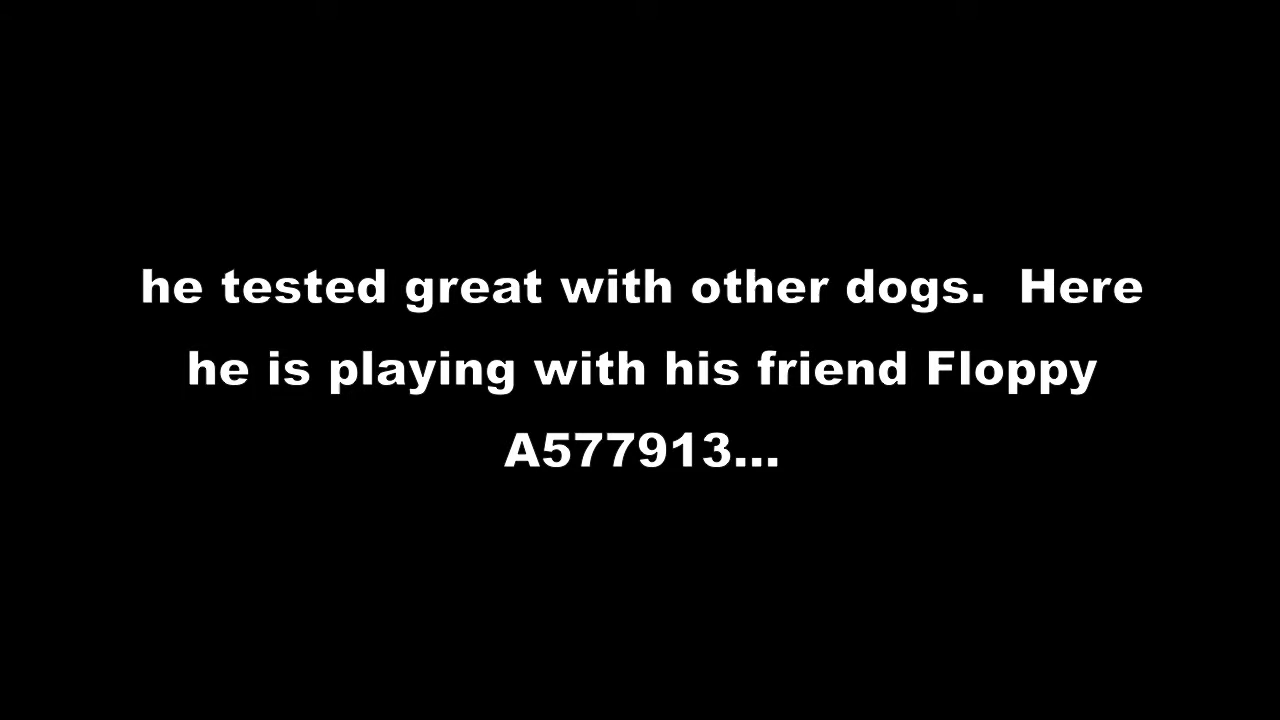 he tested great with other dogs.  Here
he is playing with his friend Floppy
A577913...